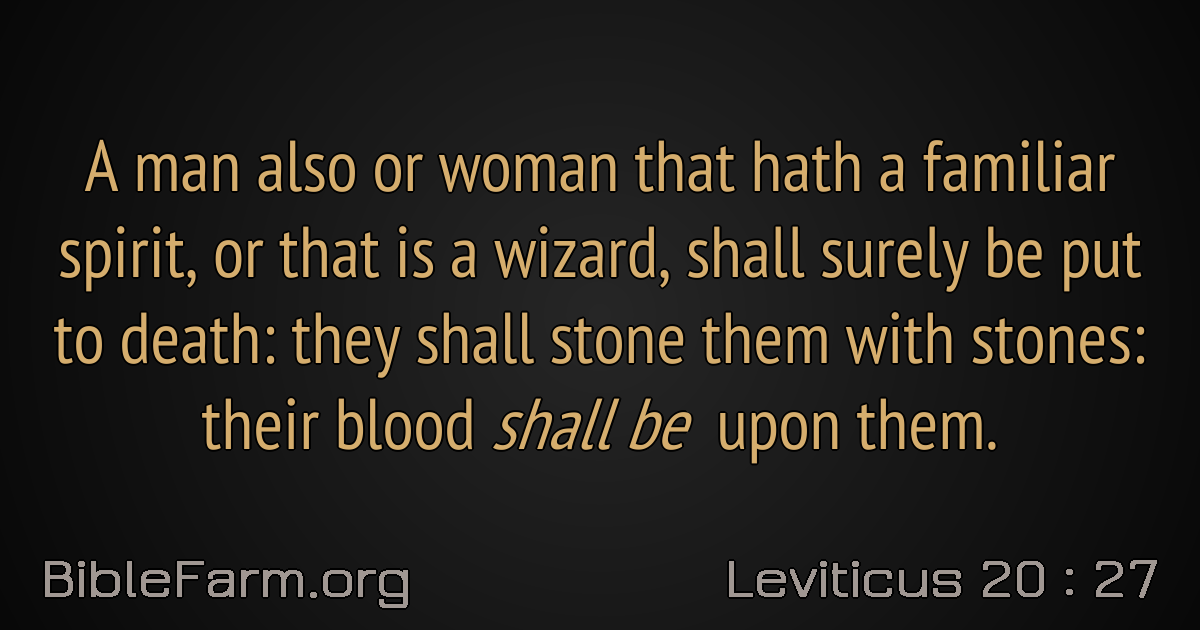 A man also or woman that hath a familiar
spirit, or that is a wizard, shall surely be put
to death: they shall stone them with stones:
their blood shall be upon them.
BibleFarm.org
Leviticus 20 : 27